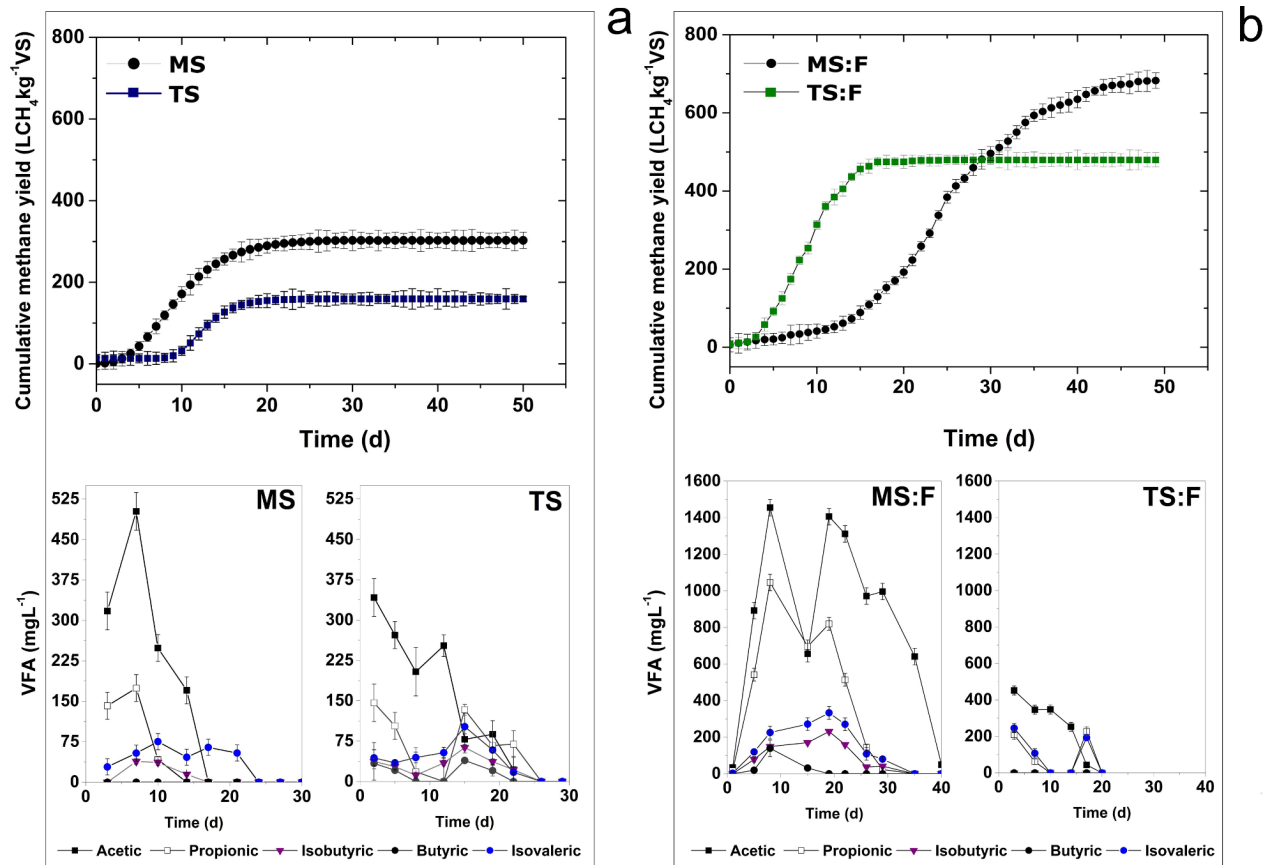 a
Cumulative methane yield (LCH₄kg⁻¹VS)
800
600
400
200
0
MS
TS
0 10 20 30 40 50
Time (d)
VFA (mgL⁻¹)
525
450
375
300
225
150
75
0
MS
0 10 20 30
Time (d)
525
450
375
300
225
150
75
0
TS
0 10 20 30
Time (d)
Acetic Propionic Isobutyric Butyric Isovaleric
b
Cumulative methane yield (LCH₄kg⁻¹VS)
800
700
600
500
400
300
200
100
0
MS:F
TS:F
0 10 20 30 40 50
Time (d)
VFA (mgL⁻¹)
1600
1400
1200
1000
800
600
400
200
0
MS:F
0 10 20 30 40
Time (d)
1600
1400
1200
1000
800
600
400
200
0
TS:F
0 10 20 30 40
Time (d)
Acetic Propionic Isobutyric Butyric Isovaleric